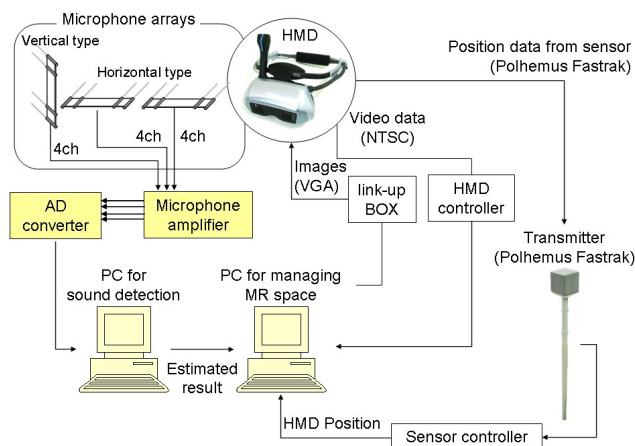 Microphone arrays
Vertical type
Horizontal type
4ch
4ch
4ch
HMD
Position data from sensor
(Polhemus Fastrak)
Video data
(NTSC)
Images
(VGA)
link-up
BOX
HMD
controller
AD
converter
Microphone
amplifier
Transmitter
(Polhemus Fastrak)
PC for
sound detection
PC for managing
MR space
Estimated
result
HMD Position
Sensor controller